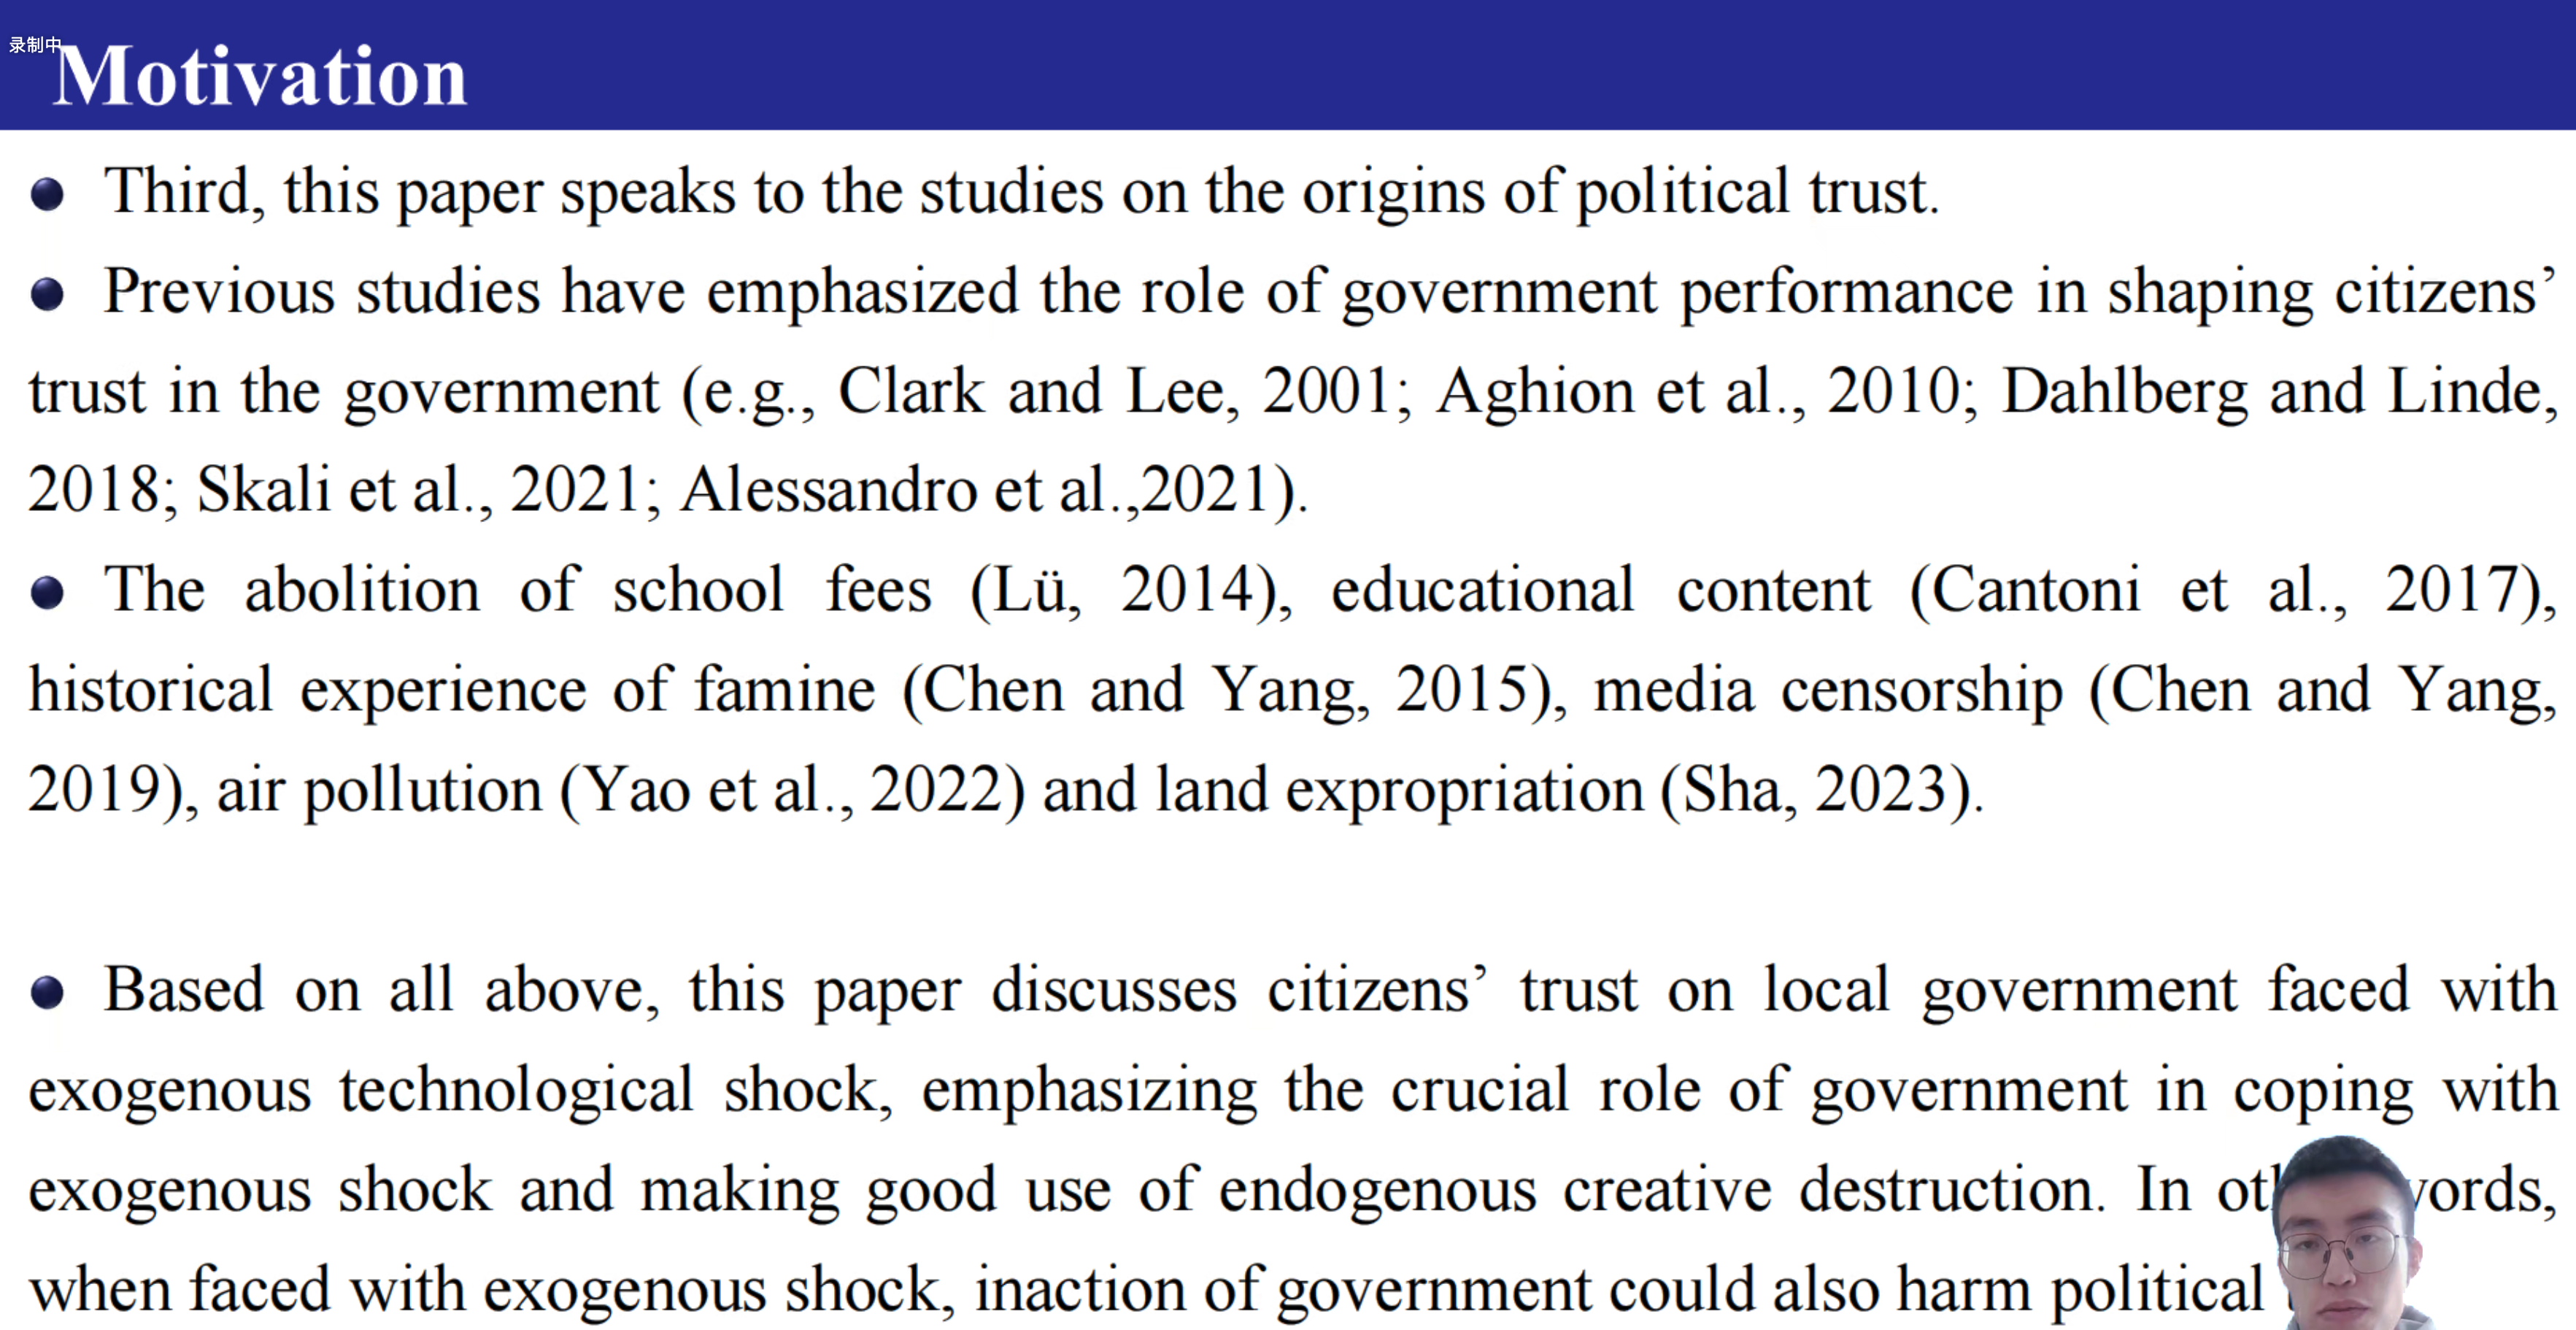 录制中
Motivation
Third, this paper speaks to the studies on the origins of political trust.
Previous studies have emphasized the role of government performance in shaping citizens’
trust in the government (e.g., Clark and Lee, 2001; Aghion et al., 2010; Dahlberg and Linde,
2018; Skali et al., 2021; Alessandro et al.,2021).
The abolition of school fees (Lü, 2014), educational content (Cantoni et al., 2017),
historical experience of famine (Chen and Yang, 2015), media censorship (Chen and Yang,
2019), air pollution (Yao et al., 2022) and land expropriation (Sha, 2023).
Based on all above, this paper discusses citizens’ trust on local government faced with
exogenous technological shock, emphasizing the crucial role of government in coping with
exogenous shock and making good use of endogenous creative destruction. In
when faced with exogenous shock, inaction of government could also harm political